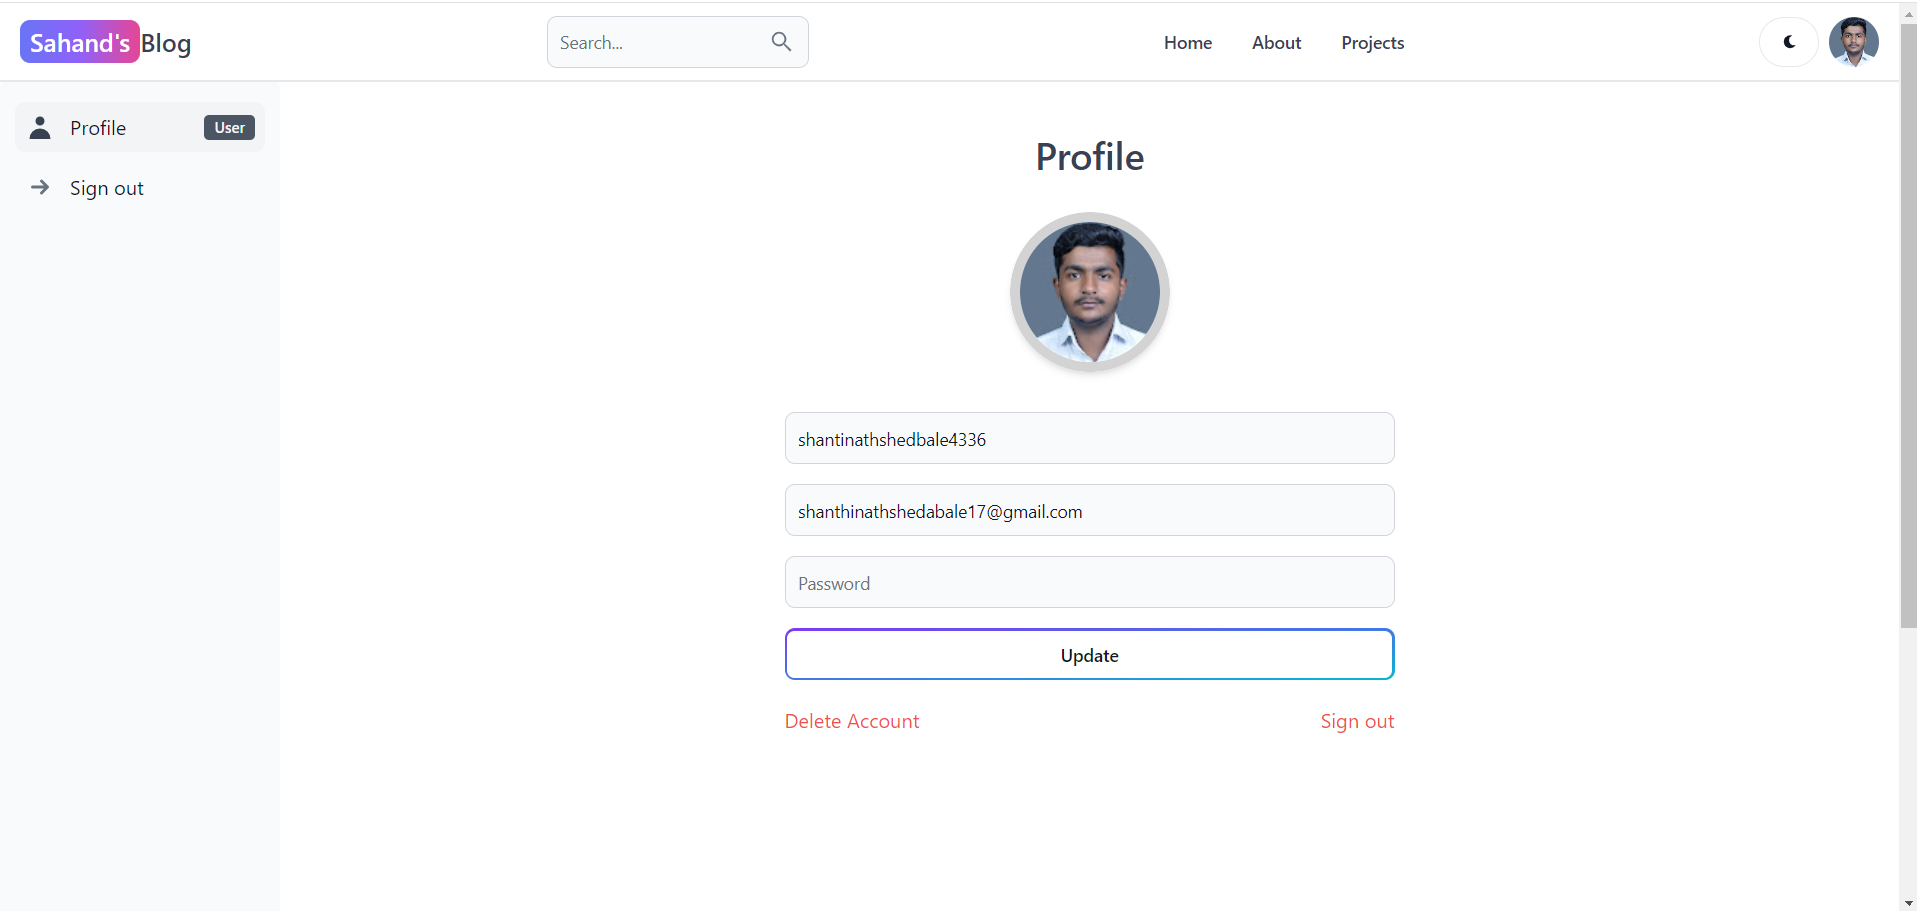 Sahand's Blog
Search...
Home
About
Projects
Profile
User
Sign out
Profile
shantinathshedbale4336
shanthinathshedabale17@gmail.com
Password
Update
Delete Account
Sign out